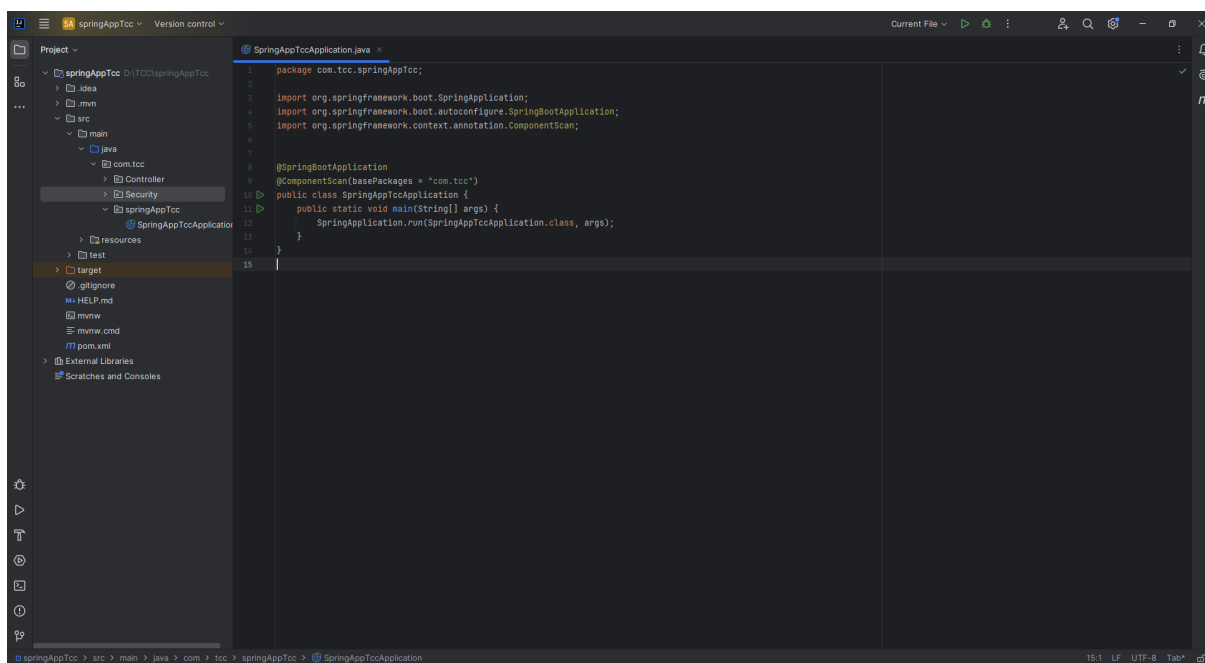 SA springAppTcc Version control Current File
Project
SpringAppTccApplication.java
springAppTcc D:\TCC\springAppTcc
.idea
.mvn
src
main
java
com.tcc
Controller
Security
springAppTcc
SpringAppTccApplication
resources
test
target
.gitignore
HELP.md
mvnw
mvnw.cmd
pom.xml
External Libraries
Scratches and Consoles
1 package com.tcc.springAppTcc;
2
3 import org.springframework.boot.SpringApplication;
4 import org.springframework.boot.autoconfigure.SpringBootApplication;
5 import org.springframework.context.annotation.ComponentScan;
6
7
8 @SpringBootApplication
9 @ComponentScan(basePackages = "com.tcc")
10 public class SpringAppTccApplication {
11 public static void main(String[] args) {
12 SpringApplication.run(SpringAppTccApplication.class, args);
13 }
14 }
15
springAppTcc > src > main > java > com > tcc > springAppTcc > SpringAppTccApplication 15:1 LF UTF-8 Tab*